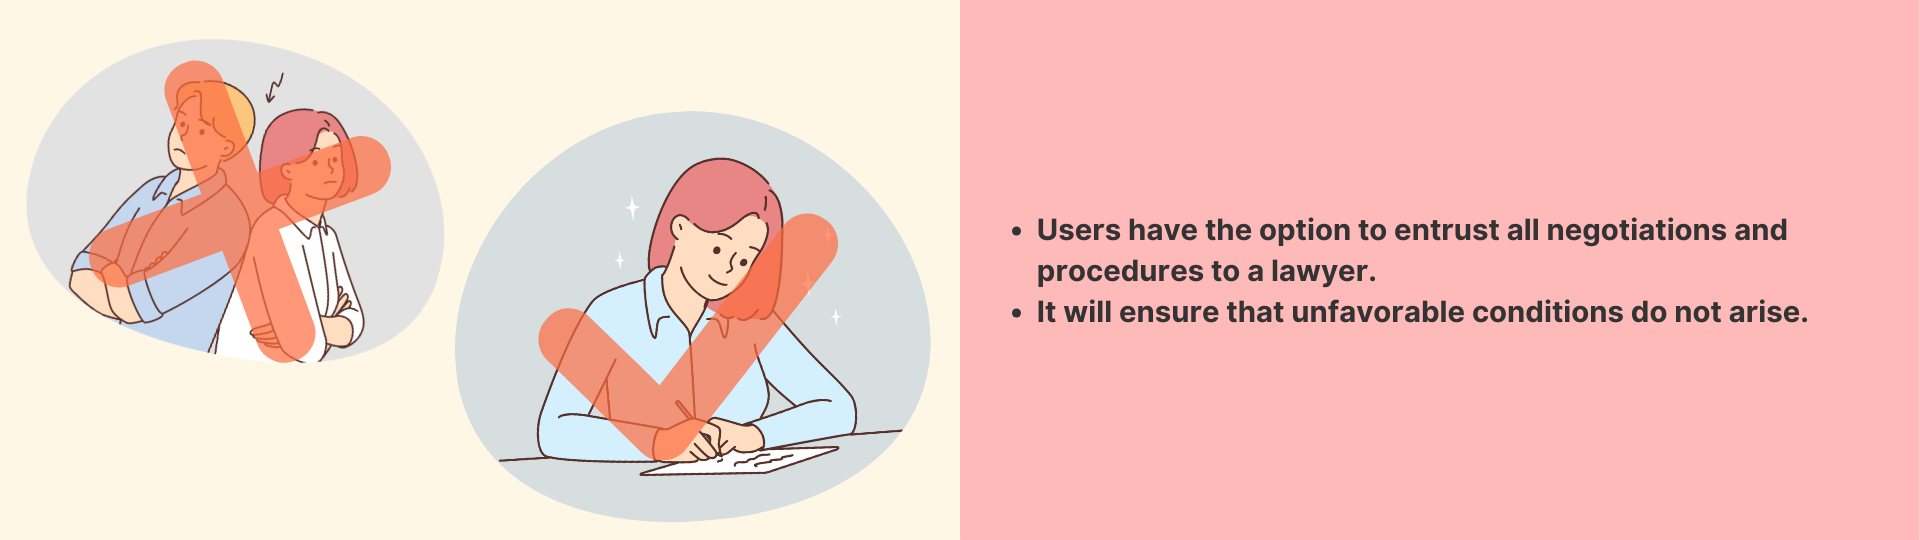 • Users have the option to entrust all negotiations and
procedures to a lawyer.
• It will ensure that unfavorable conditions do not arise.